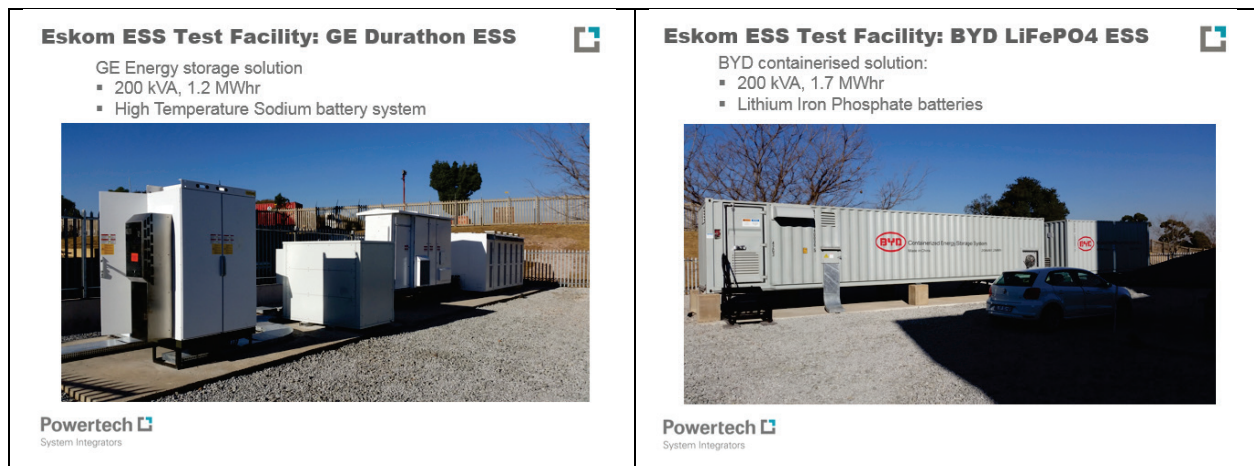 Eskom ESS Test Facility: GE Durathon ESS
GE Energy storage solution
▪ 200 kVA, 1.2 MWhr
▪ High Temperature Sodium battery system
Powertech
System Integrators
Eskom ESS Test Facility: BYD LiFePO4 ESS
BYD containerised solution:
▪ 200 kVA, 1.7 MWhr
▪ Lithium Iron Phosphate batteries
BYD Containerized Energy Storage System
BYD
Powertech
System Integrators